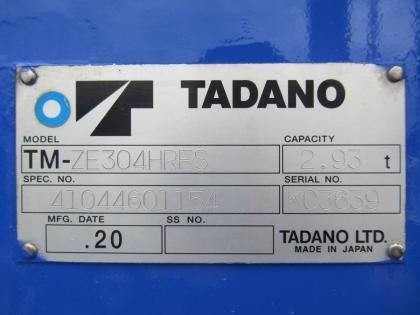 TADANO
MODEL CAPACITY
TM-ZE304HRFS 2.93 t
SPEC. NO. SERIAL NO.
MFG. DATE SS NO.
.20 TADANO LTD.
MADE IN JAPAN